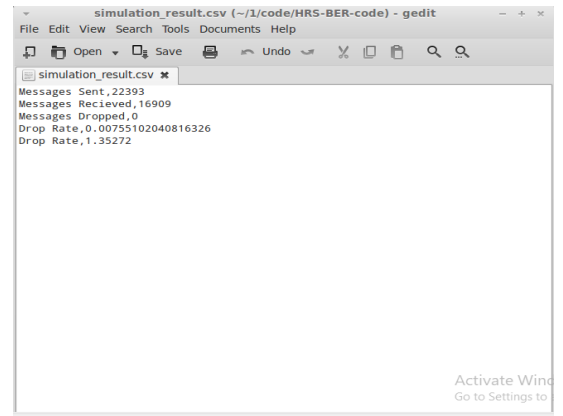 simulation_result.csv (~/1/code/HRS-BER-code) - gedit
File Edit View Search Tools Documents Help
Open Save Undo
simulation_result.csv
Messages Sent,22393
Messages Recieved,16909
Messages Dropped,0
Drop Rate,0.00755102040816326
Drop Rate,1.35272
Activate Wind
Go to Settings to